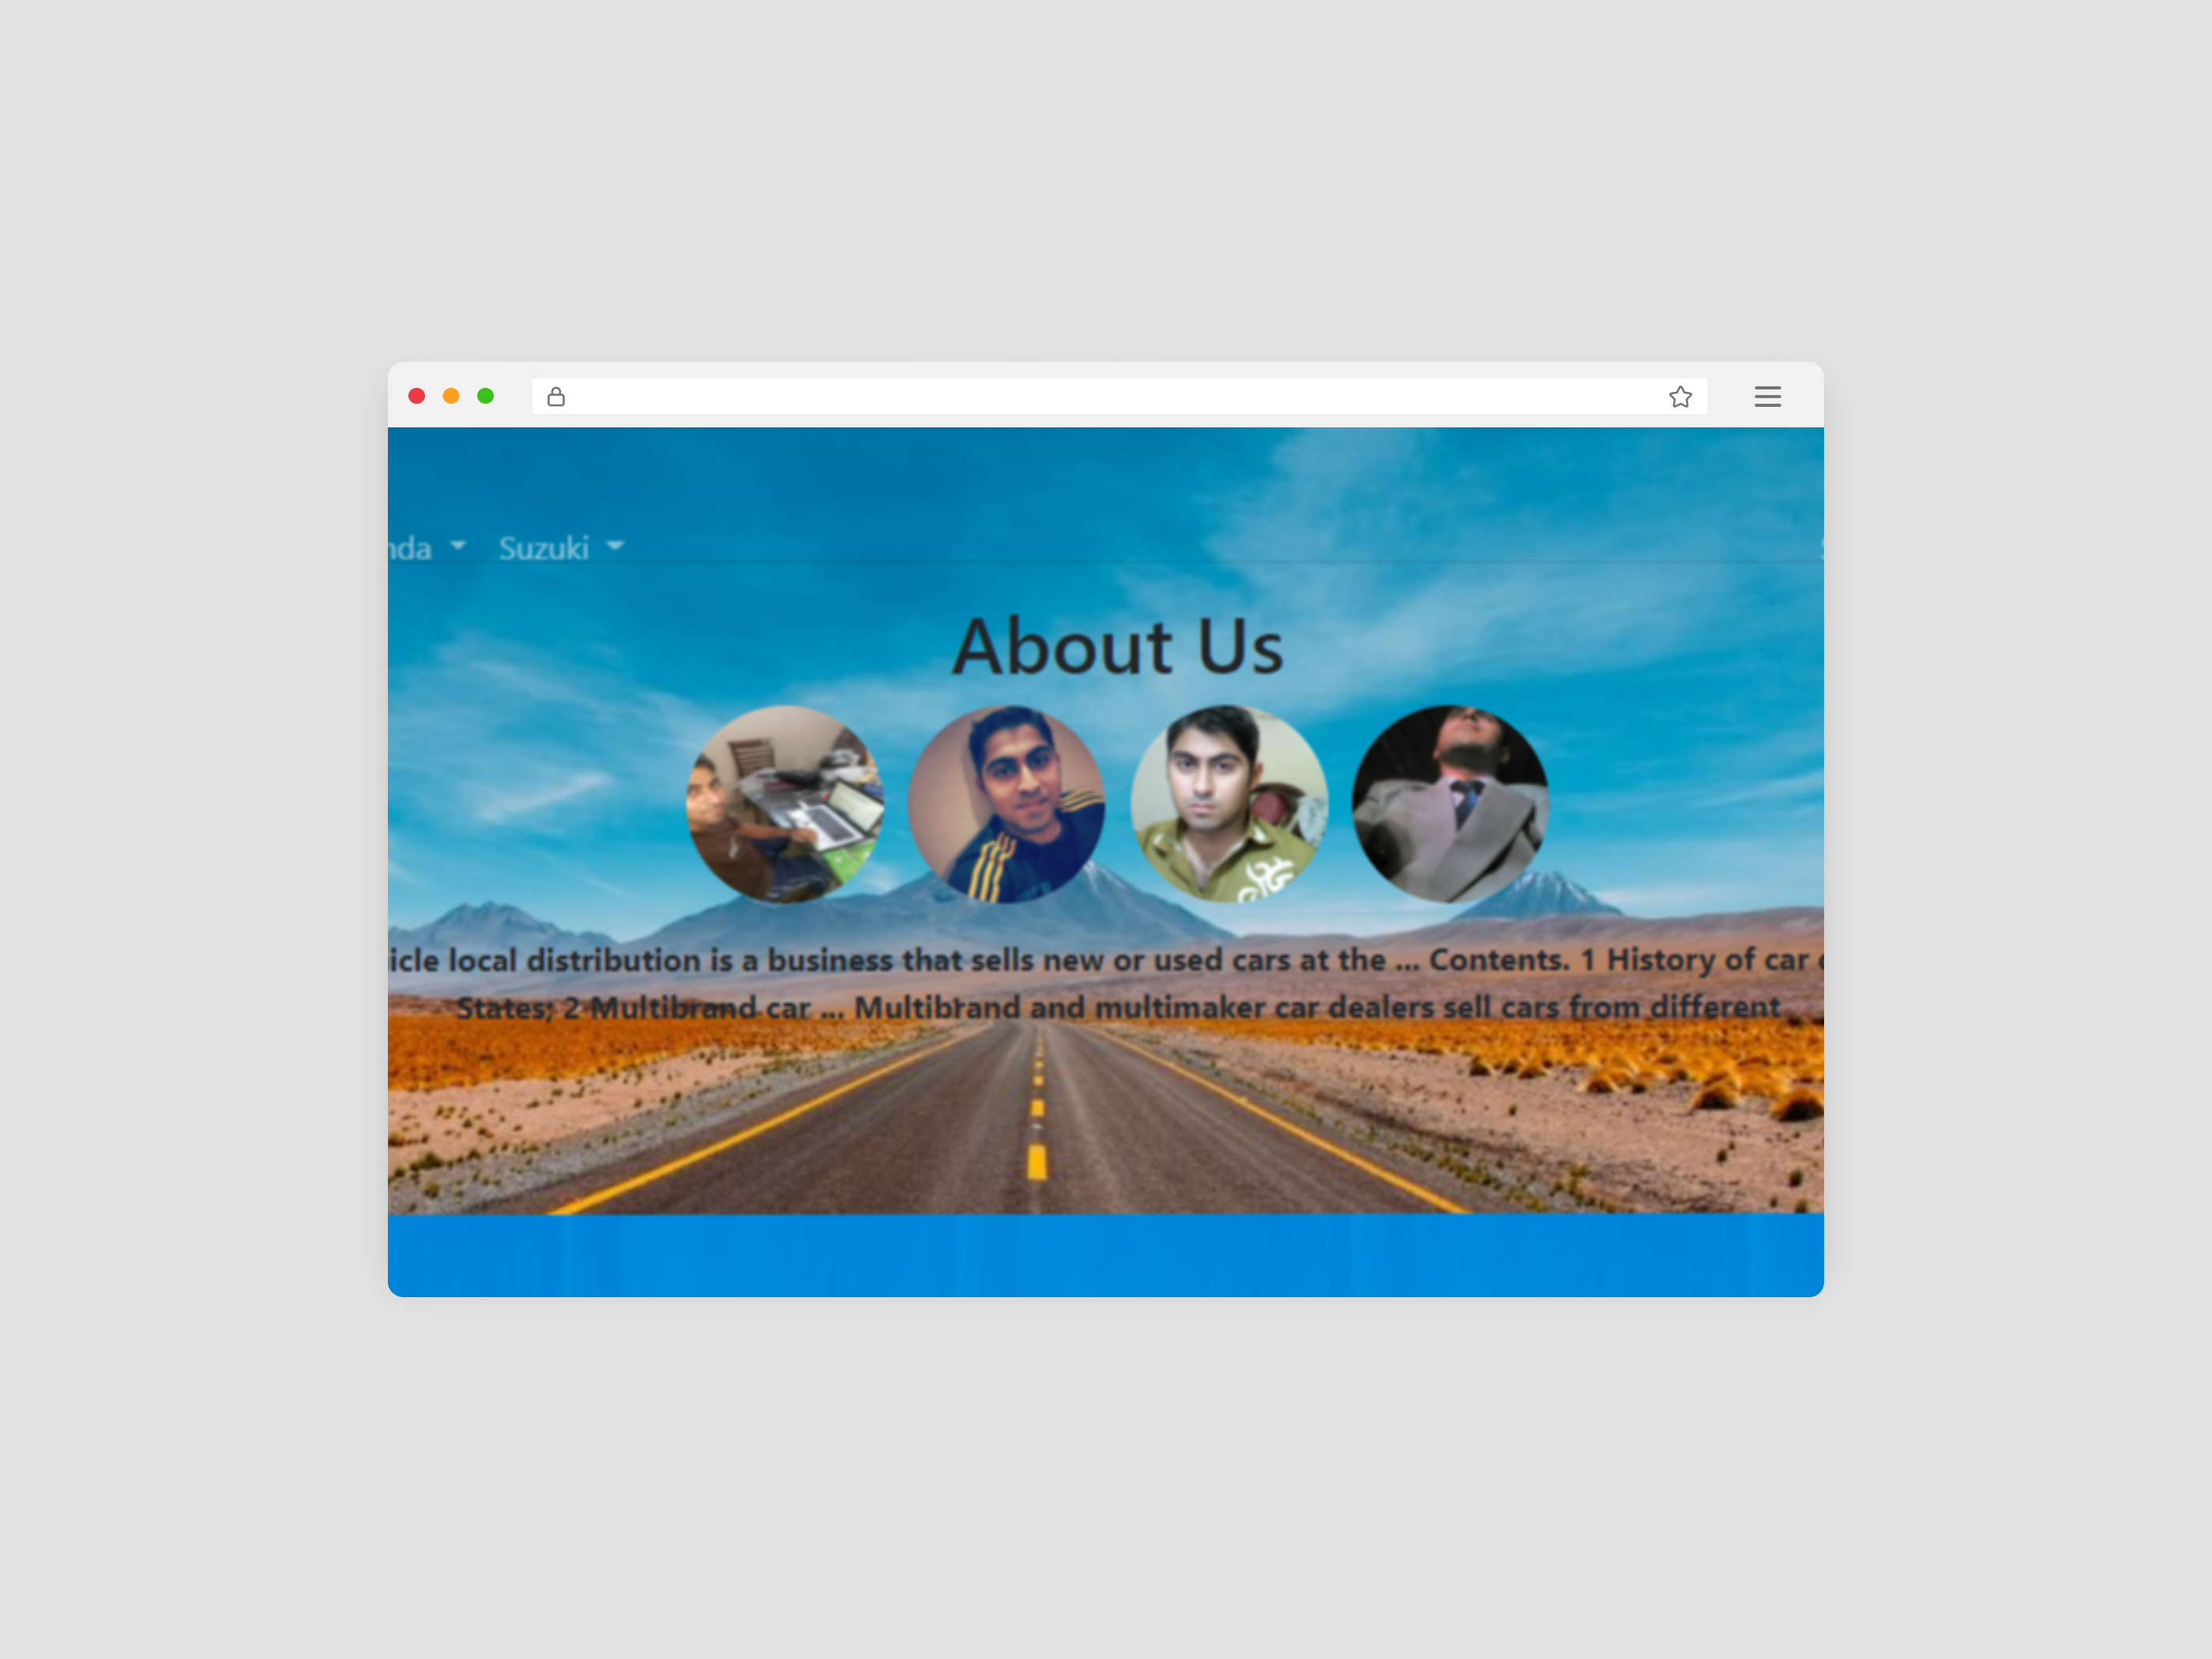 nda Suzuki
About Us
icle local distribution is a business that sells new or used cars at the ... Contents. 1 History of car
States; 2 Multibrand car ... Multibrand and multimaker car dealers sell cars from different